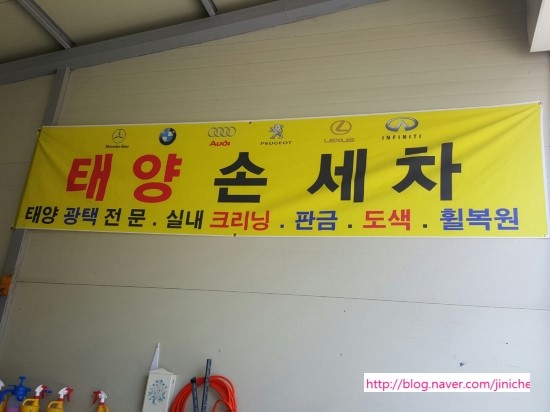 Mercedes-Benz Audi PEUGEOT LEXUS INFINITI
태양 손세차
태양 광택 전문 . 실내 크리닝 . 판금 . 도색 . 휠복원
http://blog.naver.com/jiniche